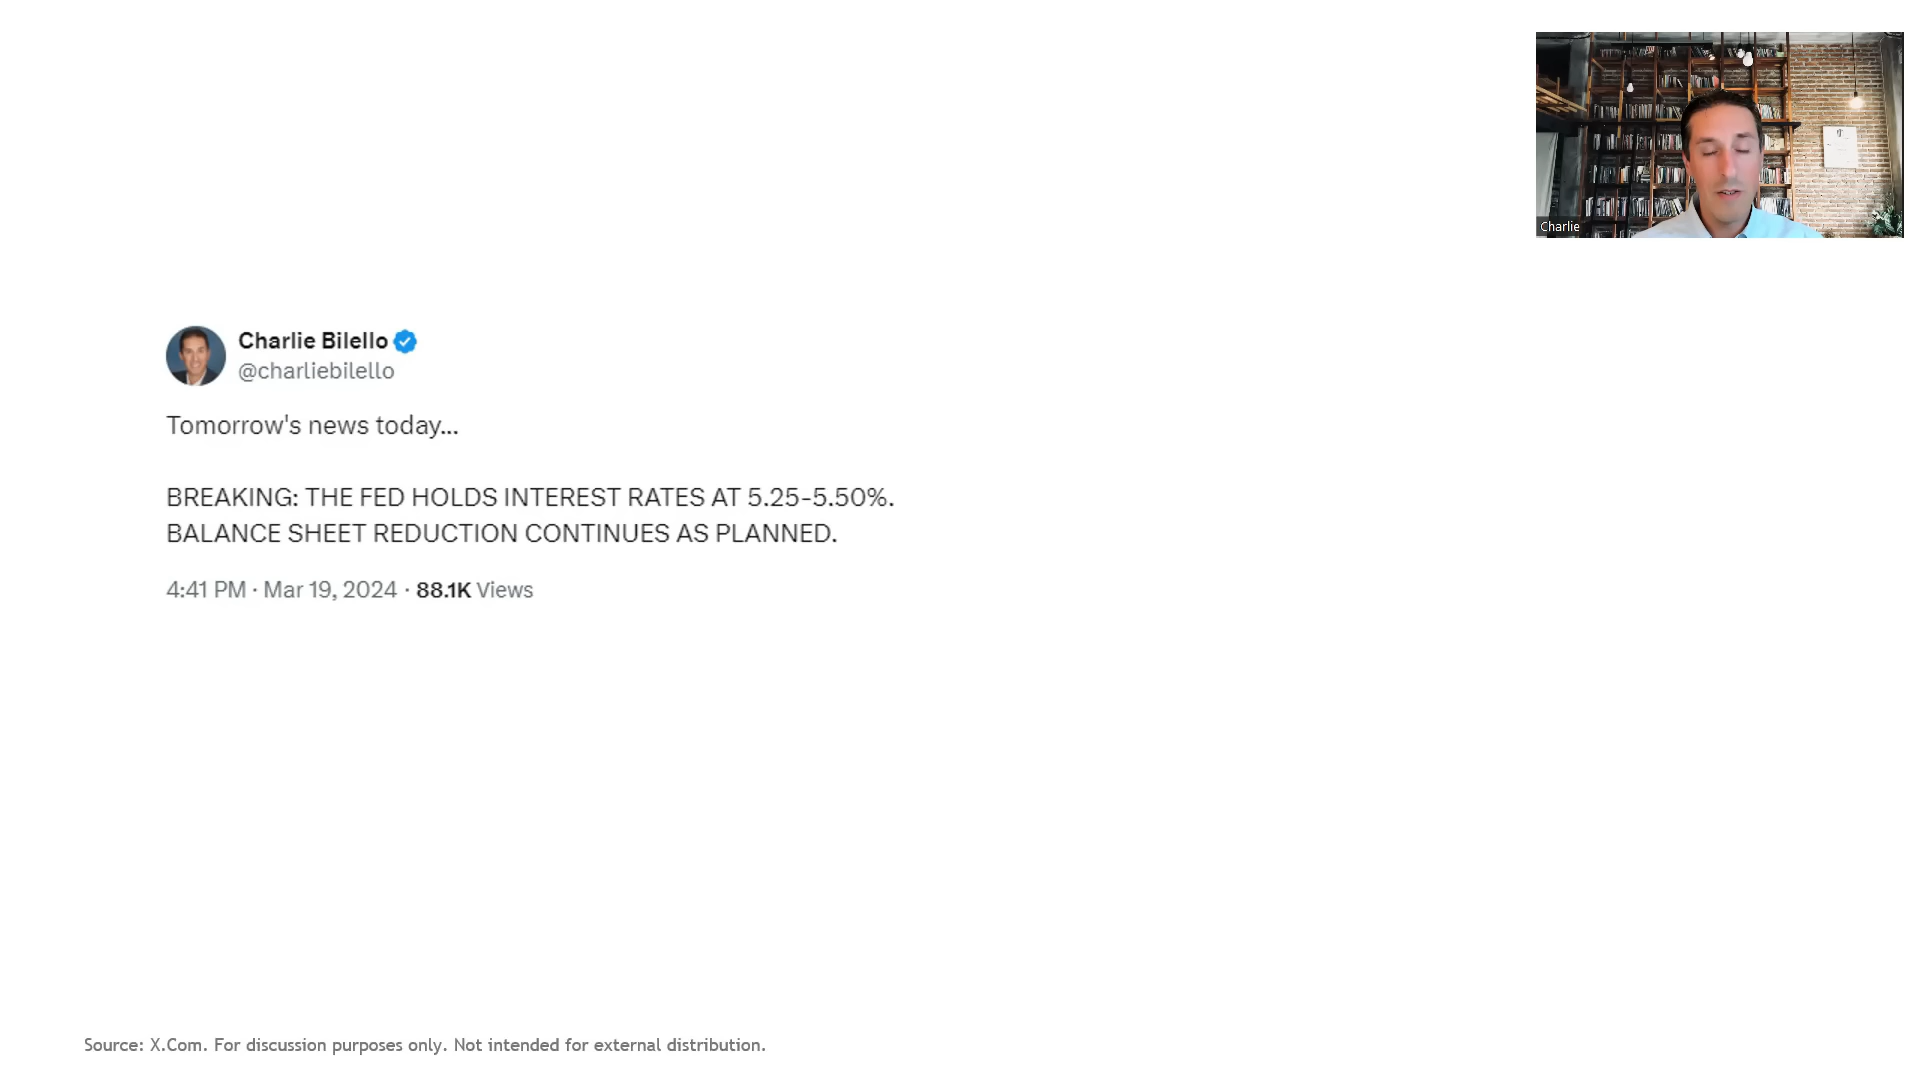 Charlie
Charlie Bilello
@charliebilello
Tomorrow's news today...
BREAKING: THE FED HOLDS INTEREST RATES AT 5.25-5.50%.
BALANCE SHEET REDUCTION CONTINUES AS PLANNED.
4:41 PM · Mar 19, 2024 · 88.1K Views
Source: X.Com. For discussion purposes only. Not intended for external distribution.